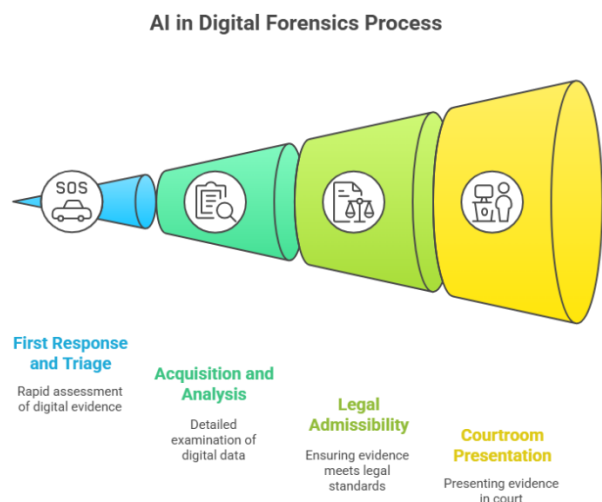 AI in Digital Forensics Process
SOS
First Response
and Triage
Rapid assessment
of digital evidence
Acquisition and
Analysis
Detailed
examination of
digital data
Legal
Admissibility
Ensuring evidence
meets legal
standards
Courtroom
Presentation
Presenting evidence
in court